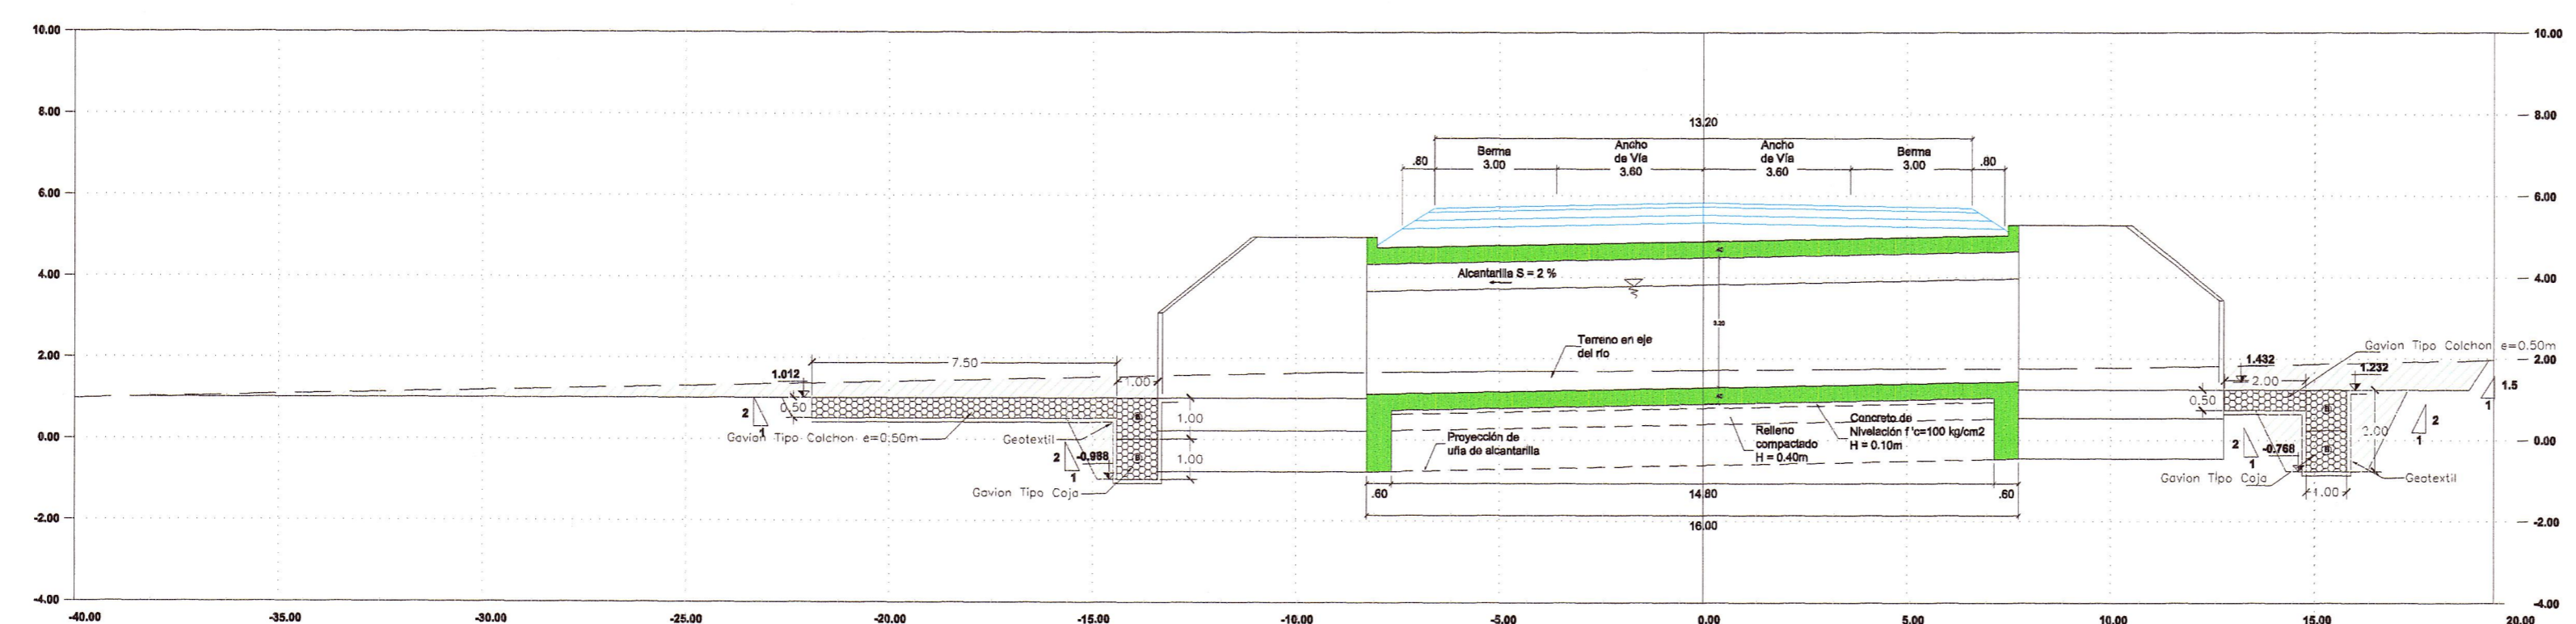 10.00
10.00
8.00
8.00
13.20
.80
Berma
3.00
Ancho
de Vía
3.60
Ancho
de Vía
3.60
Berma
3.00
.80
6.00
6.00
.40
4.00
Alcantarilla S = 2 %
4.00
3.20
Terreno en eje
del río
Gavion Tipo Colchon e=0.50m
2.00
7.50
1.432
2.00
1.012
1.00
2.00
1.232
1.5
1
2
1
0.50
B
1.00
.40
0.50
B
2.00
2
1
Gavion Tipo Colchon e=0.50m
Geotextil
0.00
Proyección de
uña de alcantarilla
Relleno
compactado
H = 0.40m
Concreto de
Nivelación f'c=100 kg/cm2
H = 0.10m
0.00
2
1
-0.988
B
1.00
2
1
-0.768
B
Gavion Tipo Caja
Gavion Tipo Caja
Geotextil
.60
14.80
.60
1.00
-2.00
16.00
-2.00
-4.00
-4.00
-40.00
-35.00
-30.00
-25.00
-20.00
-15.00
-10.00
-5.00
0.00
5.00
10.00
15.00
20.00